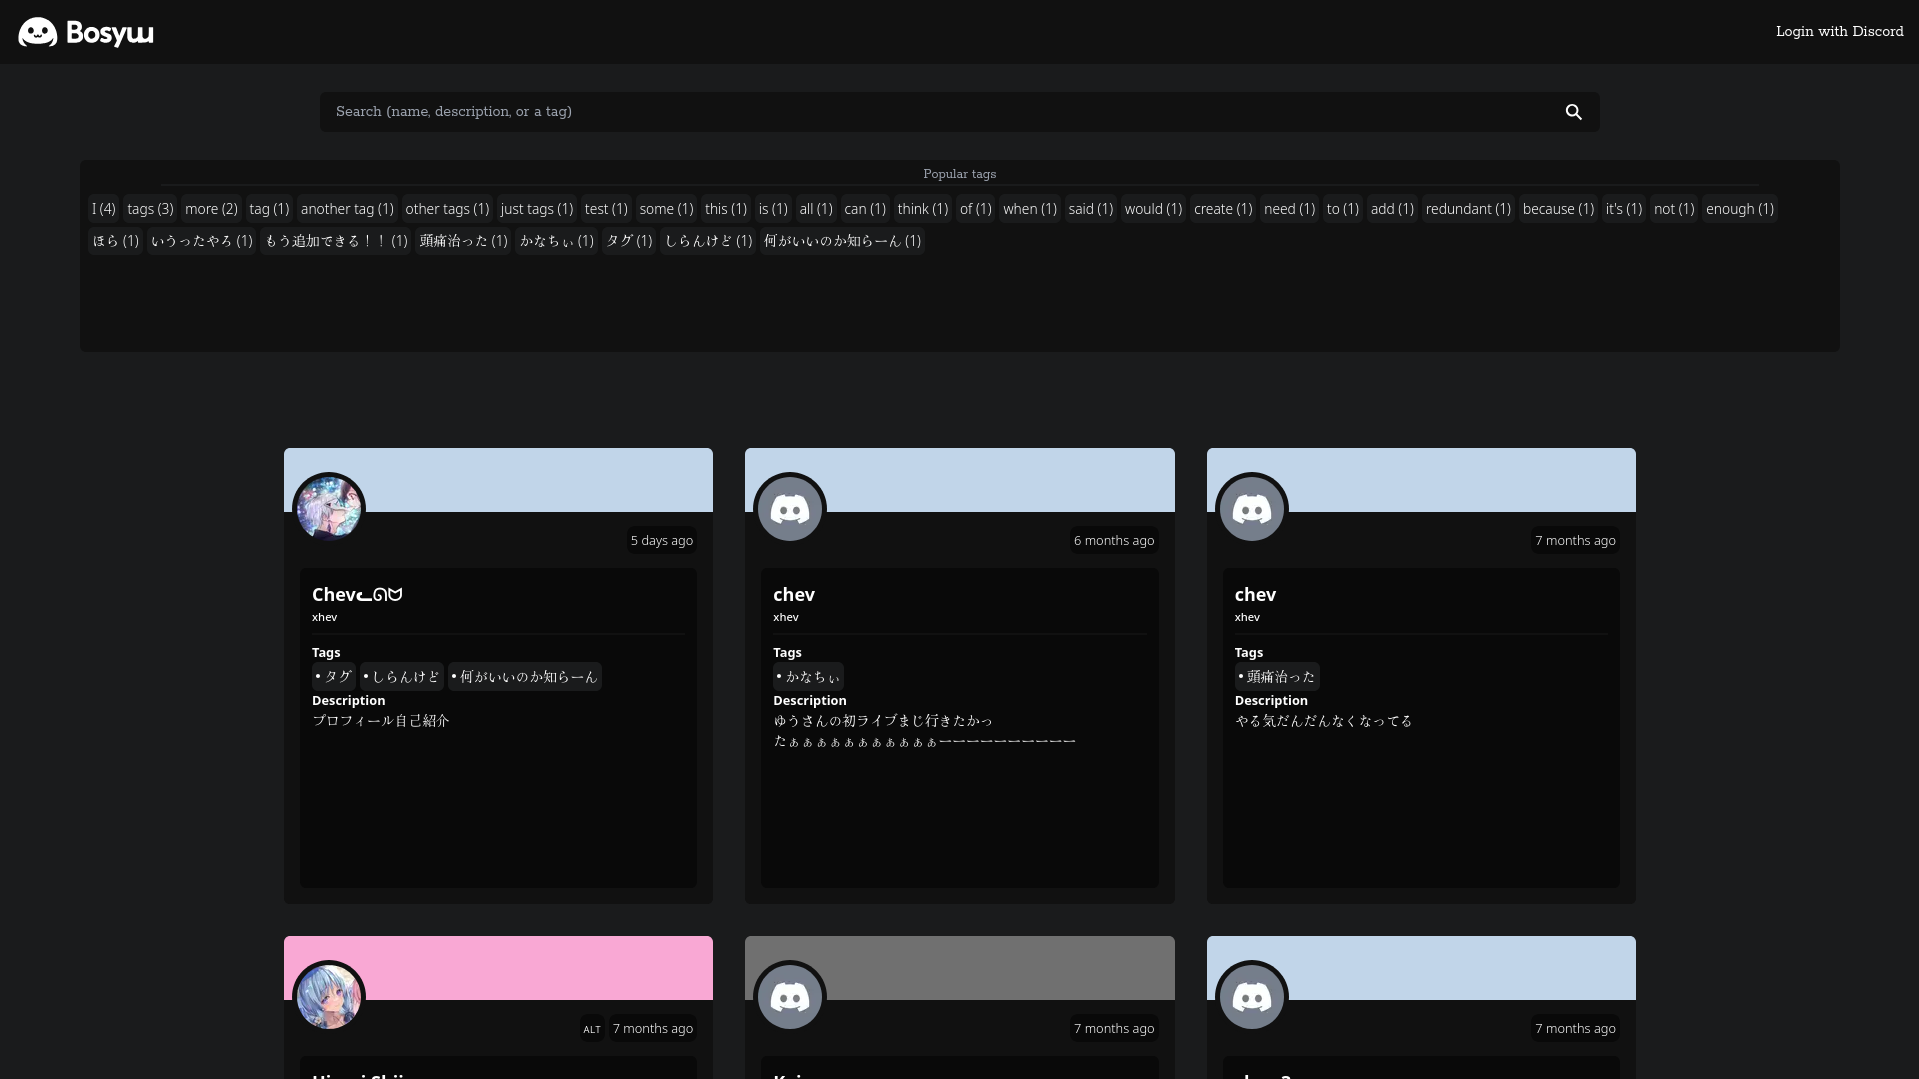 Bosyuu
Login with Discord
Search (name, description, or a tag)
Popular tags
I (4) tags (3) more (2) tag (1) another tag (1) other tags (1) just tags (1) test (1) some (1) this (1) is (1) all (1) can (1) think (1) of (1) when (1) said (1) would (1) create (1) need (1) to (1) add (1) redundant (1) because (1) it's (1) not (1) enough (1)
ほら (1) いうったやろ (1) もう追加できる！！ (1) 頭痛治った (1) かなちぃ (1) タグ (1) しらんけど (1) 何がいいのか知らーん (1)
5 days ago
Chevᓚᘏᗢ
xhev
Tags
• タグ • しらんけど • 何がいいのか知らーん
Description
プロフィール自己紹介
6 months ago
chev
xhev
Tags
• かなちぃ
Description
ゆうさんの初ライブまじ行きたかっ
たぁぁぁぁぁぁぁぁぁぁぁーーーーーーーーーー
7 months ago
chev
xhev
Tags
• 頭痛治った
Description
やる気だんだんなくなってる
ALT 7 months ago
7 months ago
7 months ago